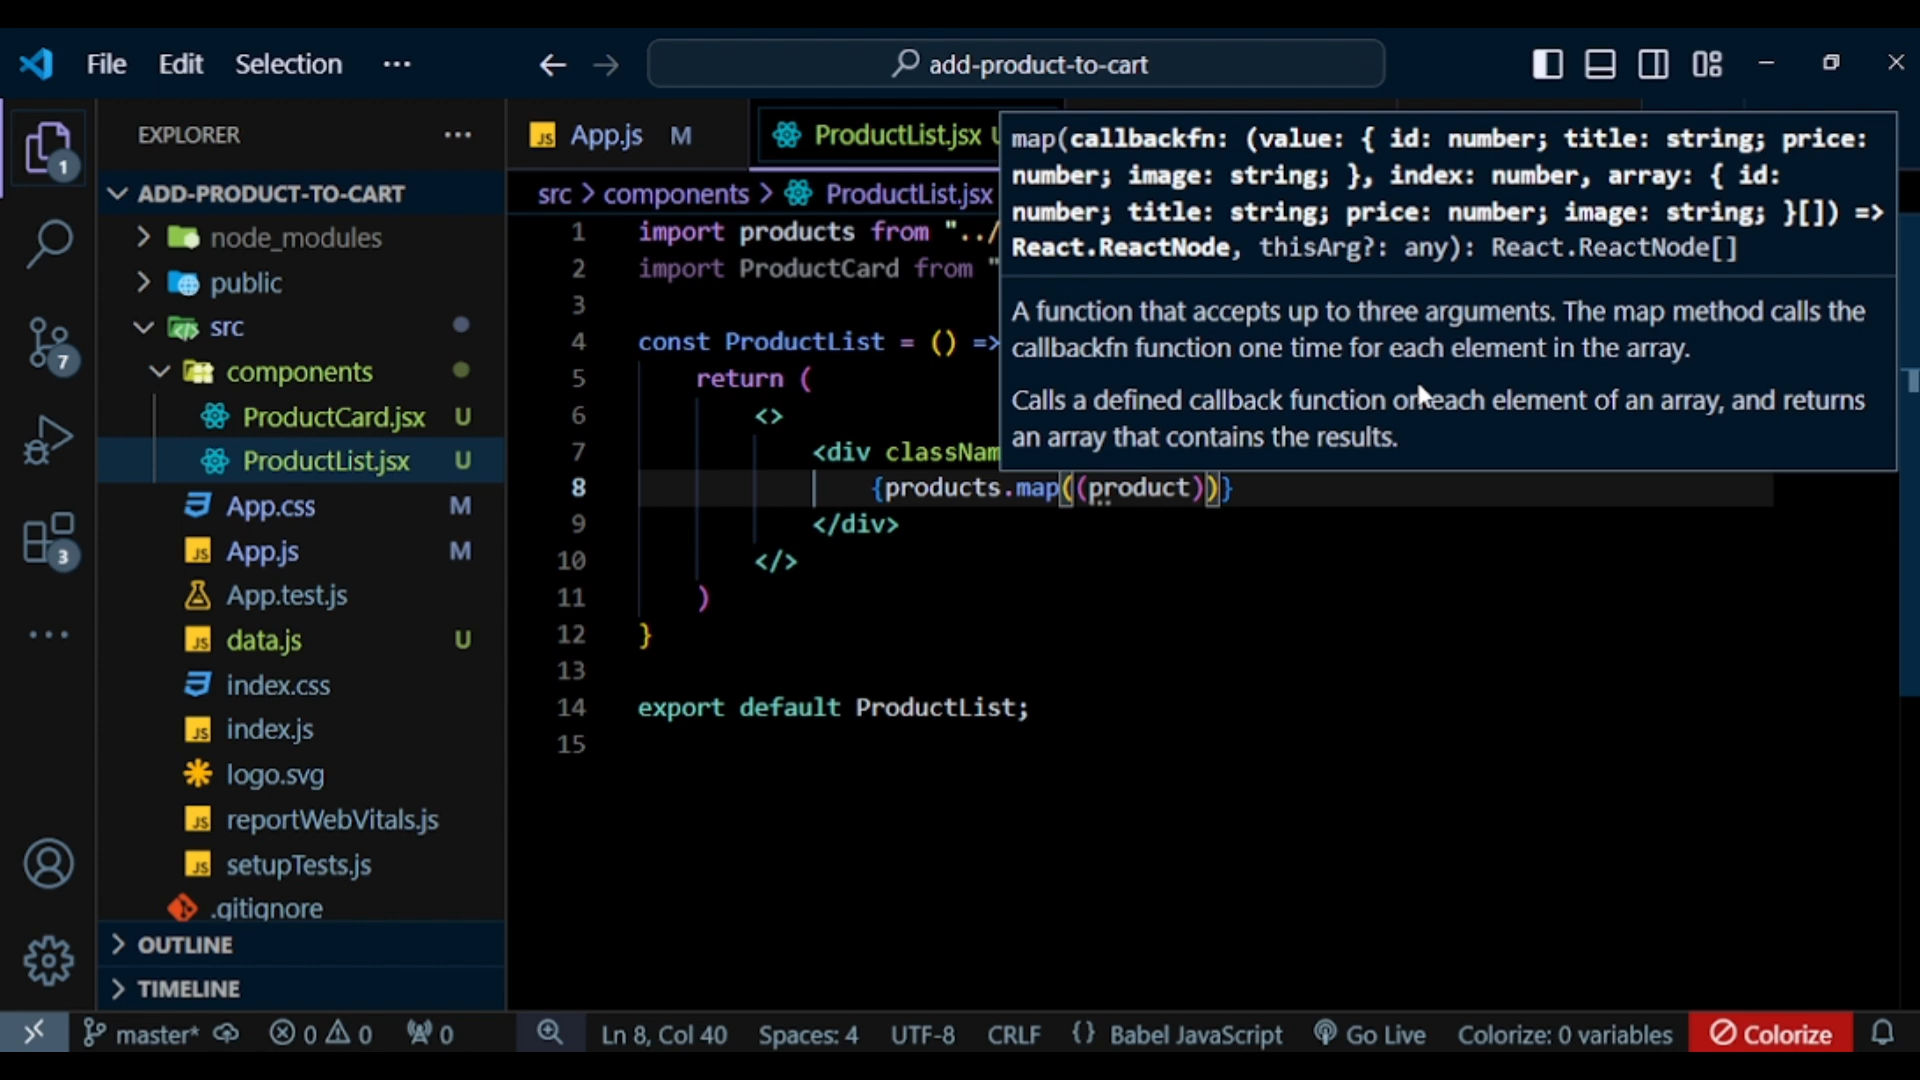 File Edit Selection ···
add-product-to-cart
EXPLORER ···
ADD-PRODUCT-TO-CART
node_modules
public
src
components
ProductCard.jsx U
ProductList.jsx U
App.css M
App.js M
App.test.js
data.js U
index.css
index.js
logo.svg
reportWebVitals.js
setupTests.js
.gitignore
OUTLINE
TIMELINE
1
7
3
App.js M
ProductList.jsx U
src > components > ProductList.jsx
1 import products from "../
2 import ProductCard from "
3
4 const ProductList = () =>
5 return (
6 <>
7 <div classNam
8 {products.map((product))}
9 </div>
10 </>
11 )
12 }
13
14 export default ProductList;
15
map(callbackfn: (value: { id: number; title: string; price:
number; image: string; }, index: number, array: { id:
number; title: string; price: number; image: string; }[]) =>
React.ReactNode, thisArg?: any): React.ReactNode[]
A function that accepts up to three arguments. The map method calls the
callbackfn function one time for each element in the array.
Calls a defined callback function on each element of an array, and returns
an array that contains the results.
master* 0 0 0 Ln 8, Col 40 Spaces: 4 UTF-8 CRLF {} Babel JavaScript Go Live Colorize: 0 variables Colorize